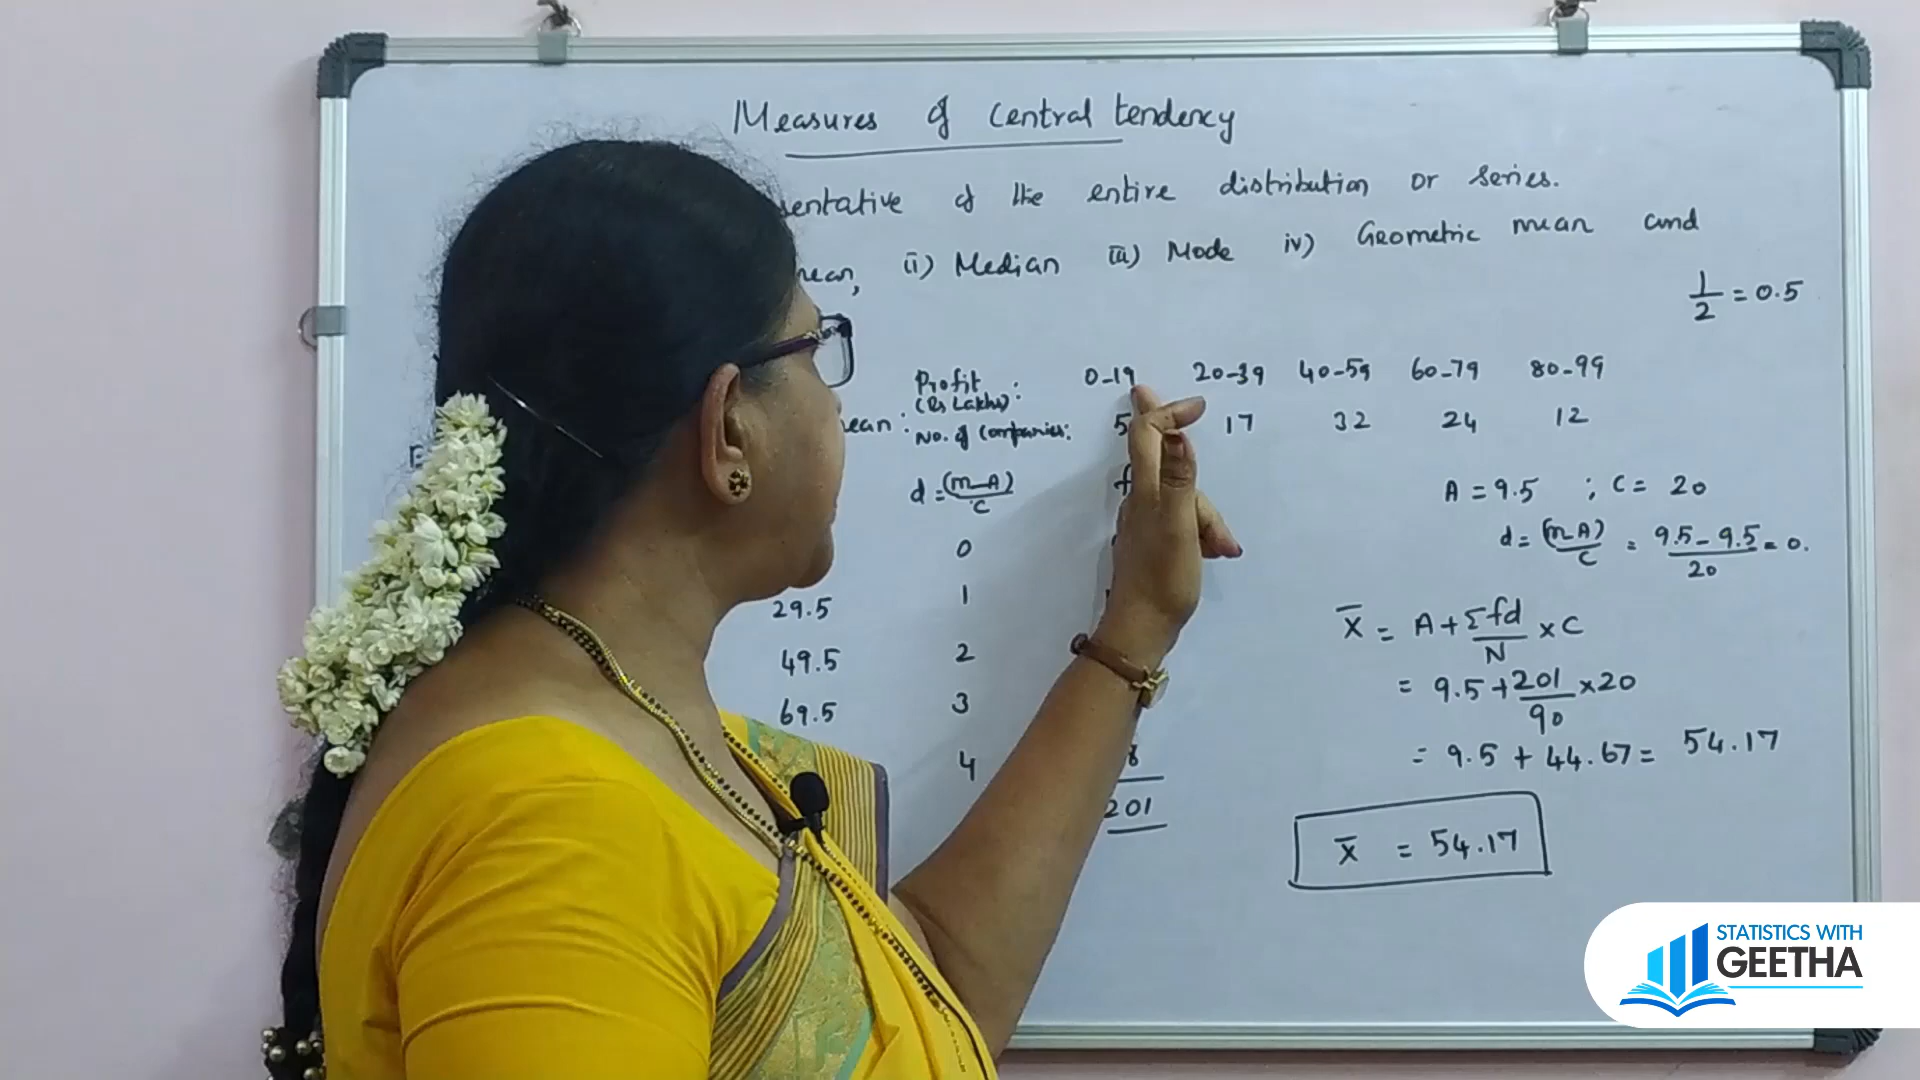 Measures of Central tendency
sentative of the entire distribution or series.
mean, (ii) Median (iii) Mode iv) Geometric mean and
1/2 = 0.5
Profit (Rs Lakhs) : 0-19 20-39 40-59 60-79 80-99
ean : No. of Companies: 5 17 32 24 12
d = (m-A)/C f
A = 9.5 ; C = 20
d = (m-A)/C = 9.5 - 9.5/20 = 0.
0
29.5 1
49.5 2
69.5 3
4 8
201
X̄ = A + Σfd/N × C
= 9.5 + 201/90 × 20
= 9.5 + 44.67 = 54.17
X̄ = 54.17
STATISTICS WITH
GEETHA